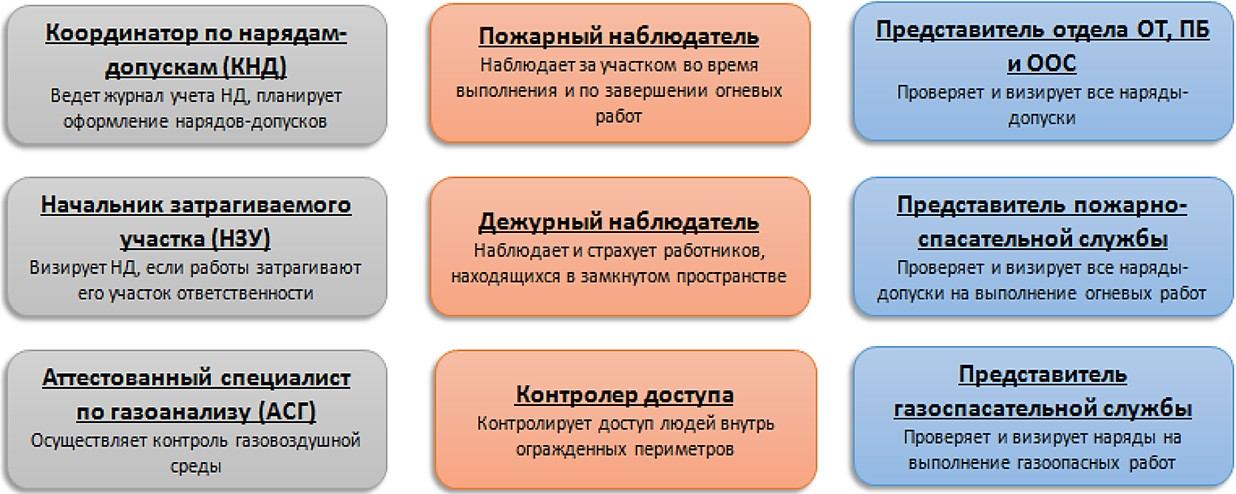 Координатор по нарядам-
допускам (КНД)
Ведет журнал учета НД, планирует
оформление нарядов-допусков
Пожарный наблюдатель
Наблюдает за участком во время
выполнения и по завершении огневых
работ
Представитель отдела ОТ, ПБ
и ООС
Проверяет и визирует все наряды-
допуски
Начальник затрагиваемого
участка (НЗУ)
Визирует НД, если работы затрагивают
его участок ответственности
Дежурный наблюдатель
Наблюдает и страхует работников,
находящихся в замкнутом пространстве
Представитель пожарно-
спасательной службы
Проверяет и визирует все наряды-
допуски на выполнение огневых работ
Аттестованный специалист
по газоанализу (АСГ)
Осуществляет контроль газовоздушной
среды
Контролер доступа
Контролирует доступ людей внутрь
огражденных периметров
Представитель
газоспасательной службы
Проверяет и визирует наряды на
выполнение газоопасных работ